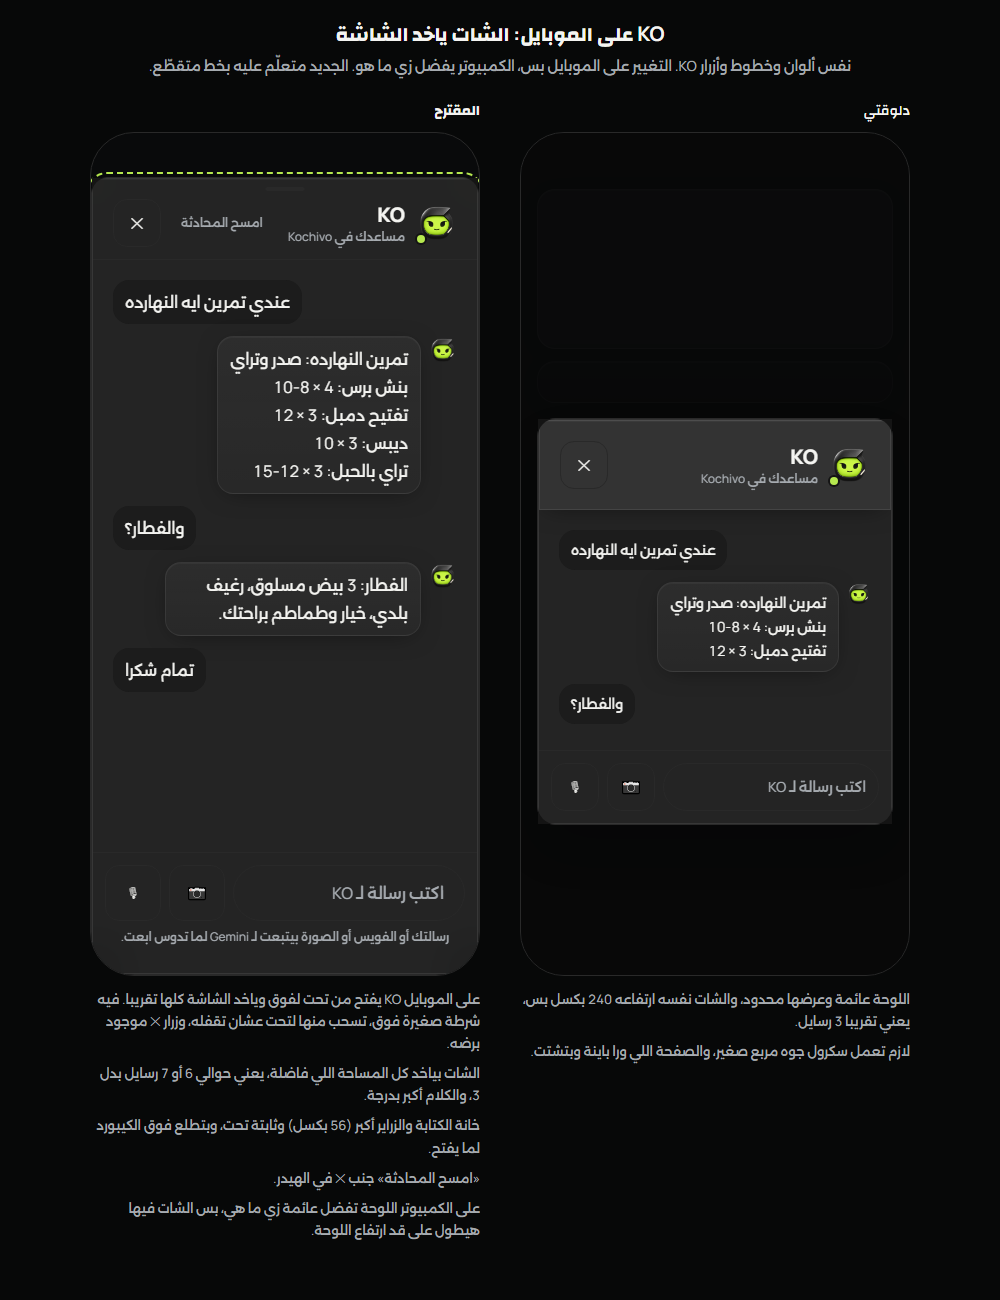 KO على الموبايل: الشات ياخد الشاشة
نفس ألوان وخطوط وأزرار KO. التغيير على الموبايل بس، الكمبيوتر يفضل زي ما هو. الجديد متعلّم عليه بخط متقطّع.
دلوقتي
KO
مساعدك في Kochivo
عندي تمرين ايه النهارده
تمرين النهارده: صدر وتراي
بنش برس: 4 × 8-10
تفتيح دمبل: 3 × 12
والفطار؟
اكتب رسالة لـ KO
اللوحة عائمة وعرضها محدود، والشات نفسه ارتفاعه 240 بكسل بس،
يعني تقريبا 3 رسايل.
لازم تعمل سكرول جوه مربع صغير، والصفحة اللي ورا باينة وبتشتت.
المقترح
KO
مساعدك في Kochivo
امسح المحادثة
عندي تمرين ايه النهارده
تمرين النهارده: صدر وتراي
بنش برس: 4 × 8-10
تفتيح دمبل: 3 × 12
ديبس: 3 × 10
تراي بالحبل: 3 × 12-15
والفطار؟
الفطار: 3 بيض مسلوق، رغيف
بلدي، خيار وطماطم براحتك.
تمام شكرا
اكتب رسالة لـ KO
رسالتك أو الفويس أو الصورة بيتبعت لـ Gemini لما تدوس ابعت.
على الموبايل KO يفتح من تحت لفوق وياخد الشاشة كلها تقريبا. فيه
شرطة صغيرة فوق، تسحب منها لتحت عشان تقفله، وزرار × موجود
برضه.
الشات بياخد كل المساحة اللي فاضلة، يعني حوالي 6 أو 7 رسايل بدل
3، والكلام أكبر بدرجة.
خانة الكتابة والزراير أكبر (56 بكسل) وثابتة تحت، وبتطلع فوق الكيبورد
لما يفتح.
«امسح المحادثة» جنب × في الهيدر.
على الكمبيوتر اللوحة تفضل عائمة زي ما هي، بس الشات فيها
هيطول على قد ارتفاع اللوحة.